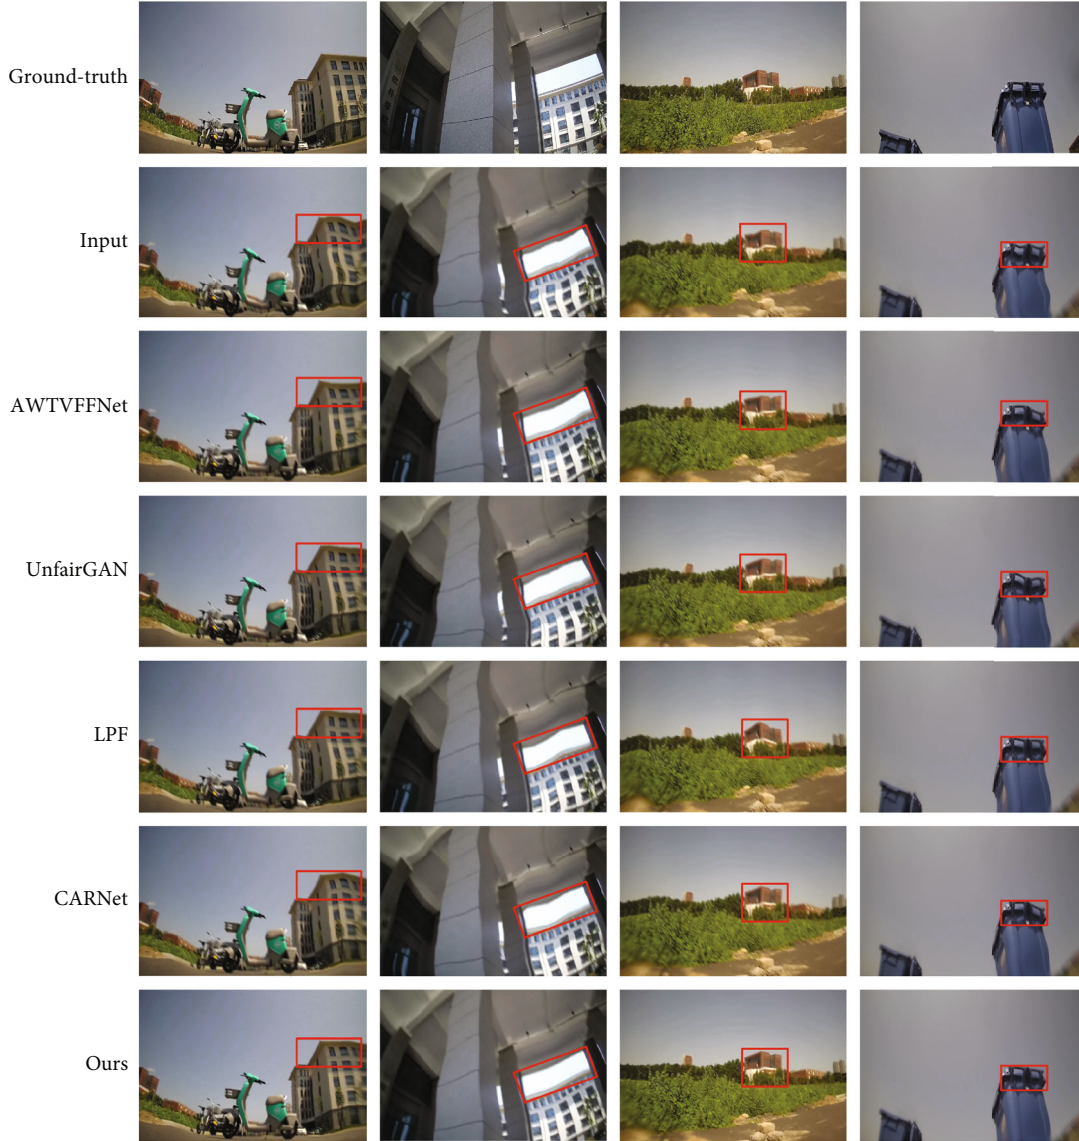 Ground-truth
Input
AWTVFFNet
UnfairGAN
LPF
CARNet
Ours